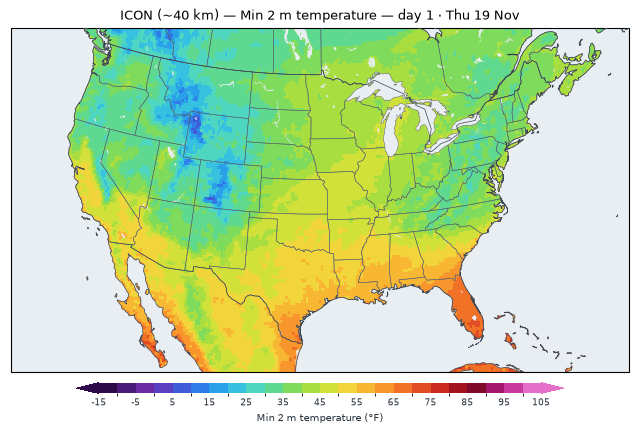 ICON (~40 km) — Min 2 m temperature — day 1 · Thu 19 Nov
-15 -5 5 15 25 35 45 55 65 75 85 95 105
Min 2 m temperature (°F)